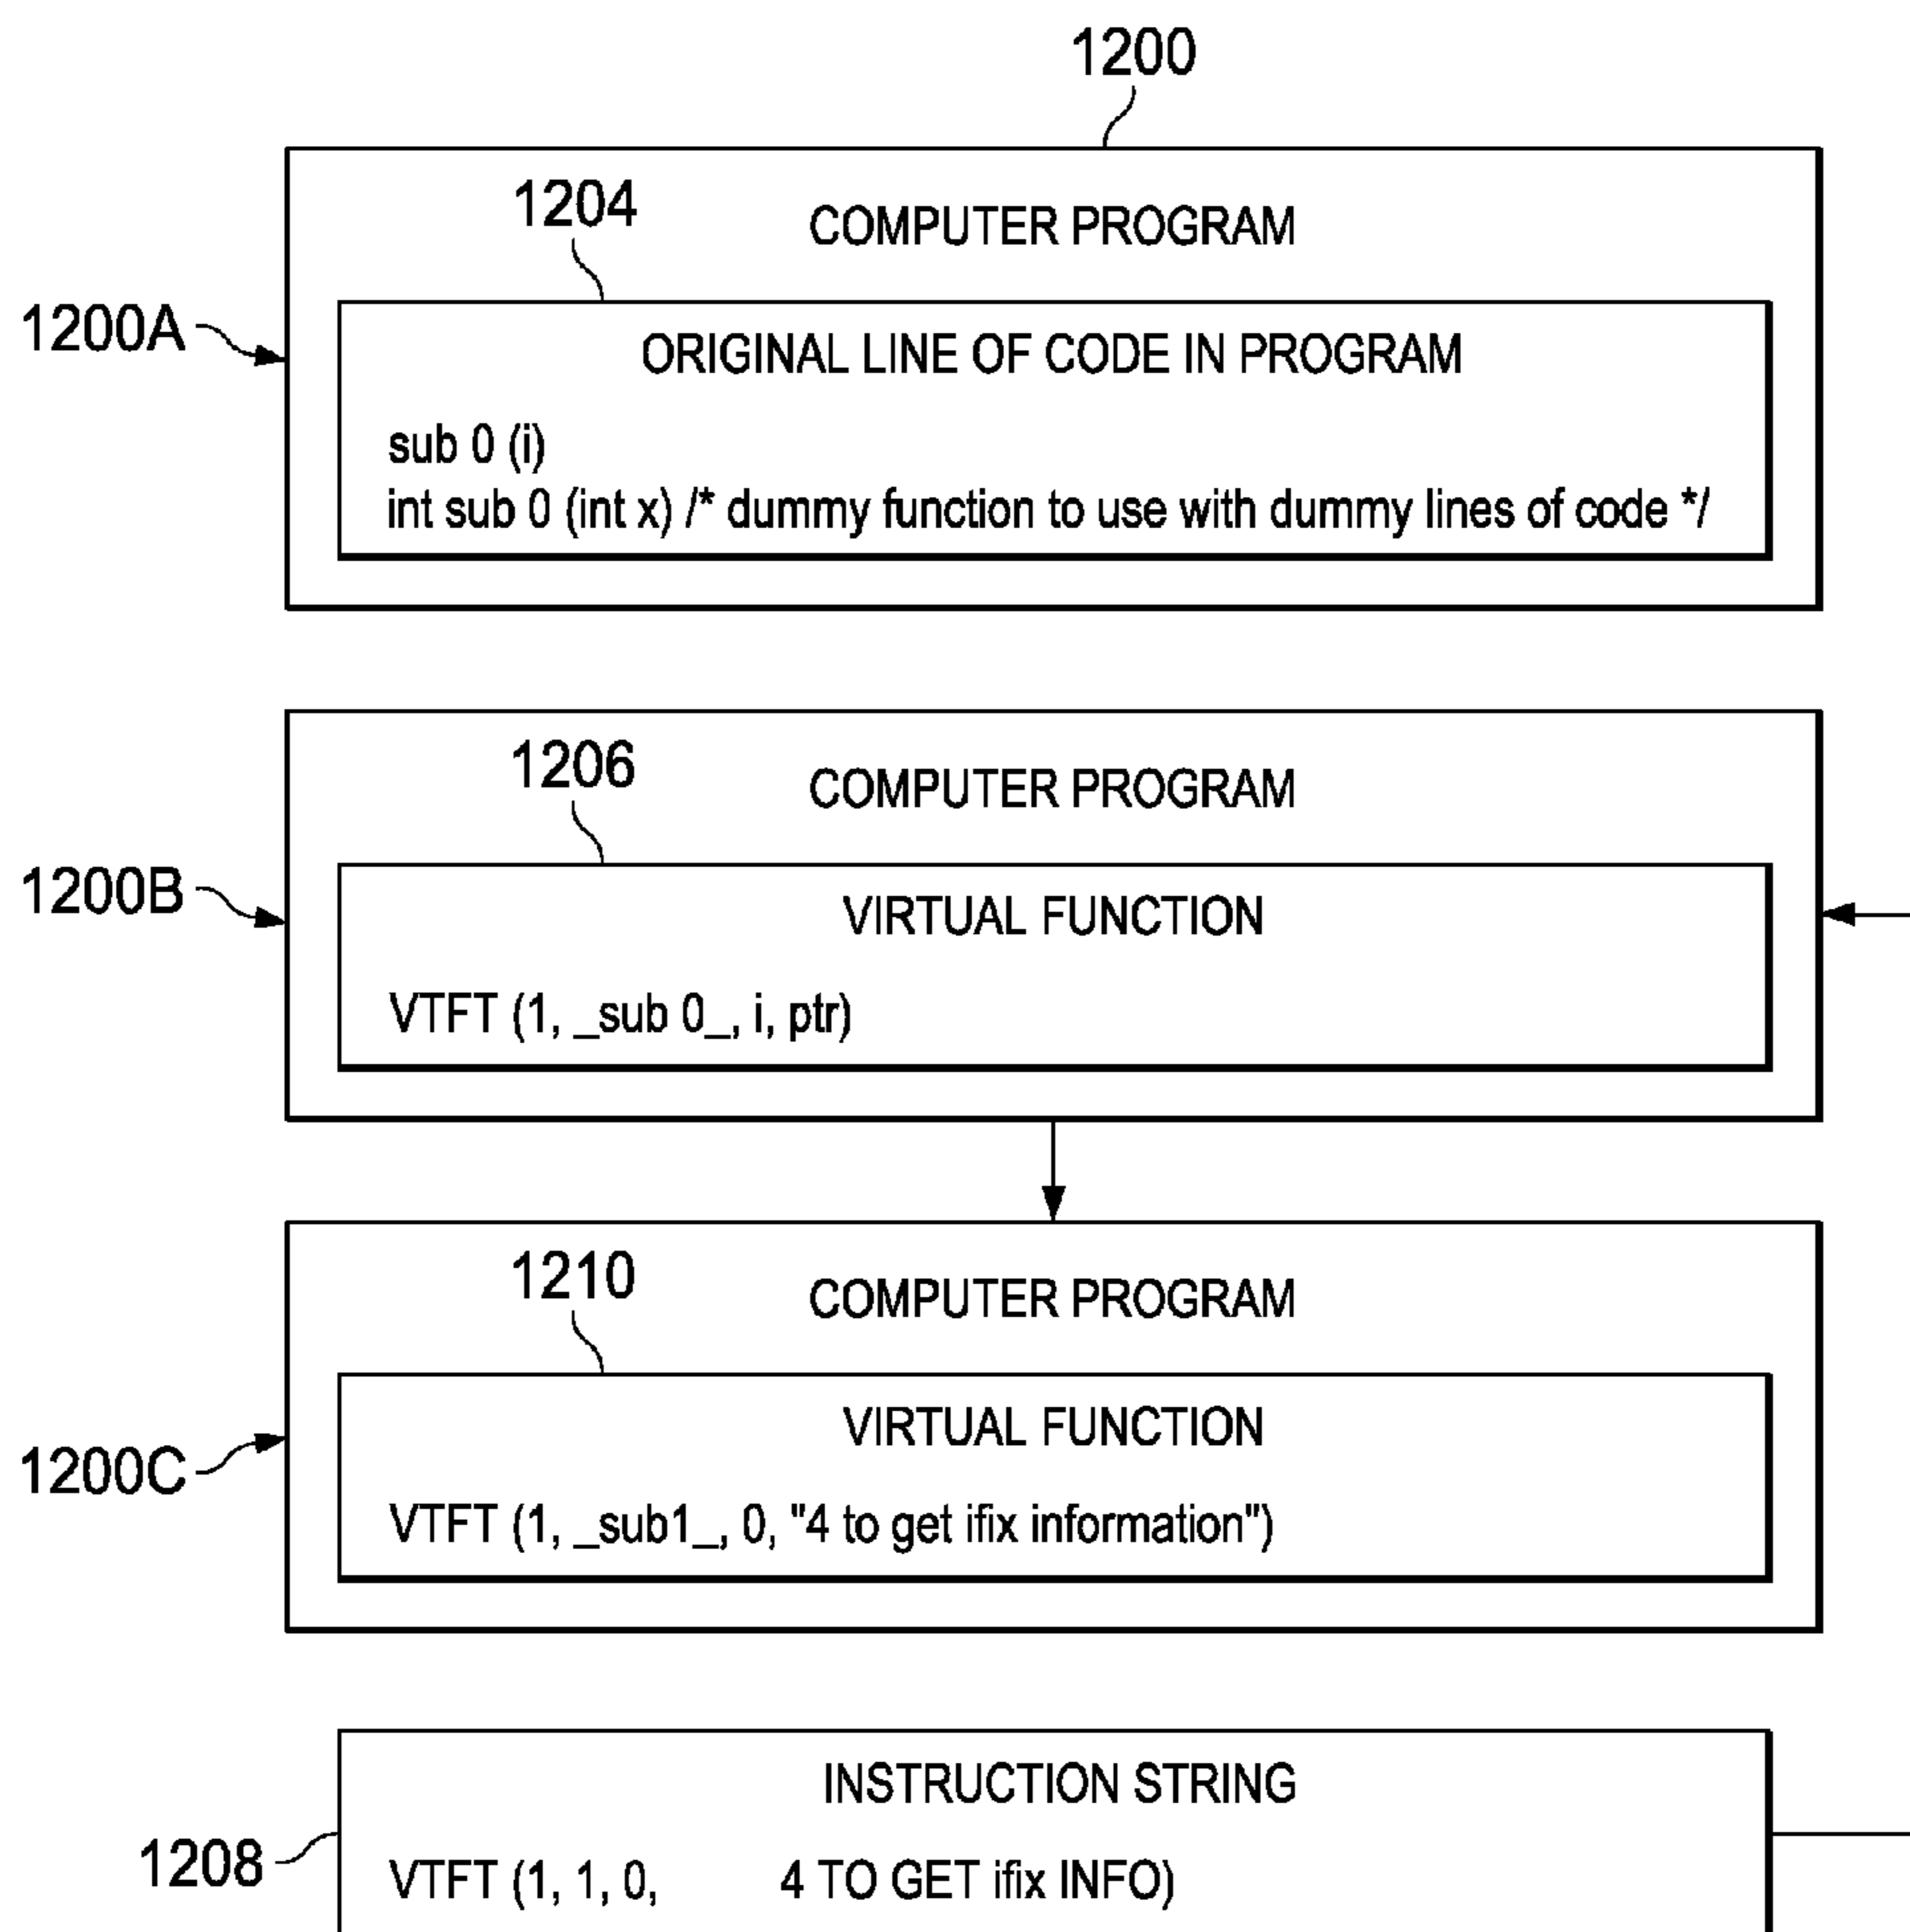 1200
1204
COMPUTER PROGRAM
1200A
ORIGINAL LINE OF CODE IN PROGRAM
sub 0 (i)
int sub 0 (int x) /* dummy function to use with dummy lines of code */
1206
COMPUTER PROGRAM
1200B
VIRTUAL FUNCTION
VTFT (1, _sub 0_, i, ptr)
1210
COMPUTER PROGRAM
1200C
VIRTUAL FUNCTION
VTFT (1, _sub1_, 0, "4 to get ifix information")
INSTRUCTION STRING
1208
VTFT (1, 1, 0, 4 TO GET ifix INFO)